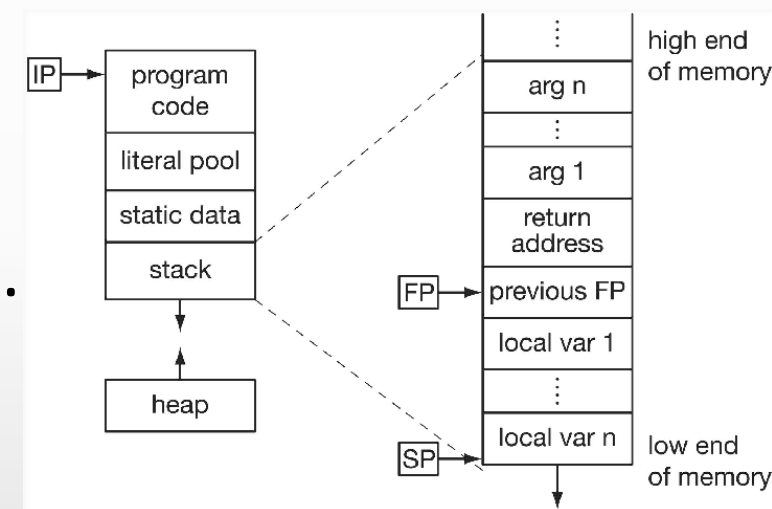 IP
program
code
literal pool
static data
stack
heap
⋮
high end
of memory
arg n
⋮
arg 1
return
address
FP
previous FP
local var 1
⋮
local var n
SP
low end
of memory